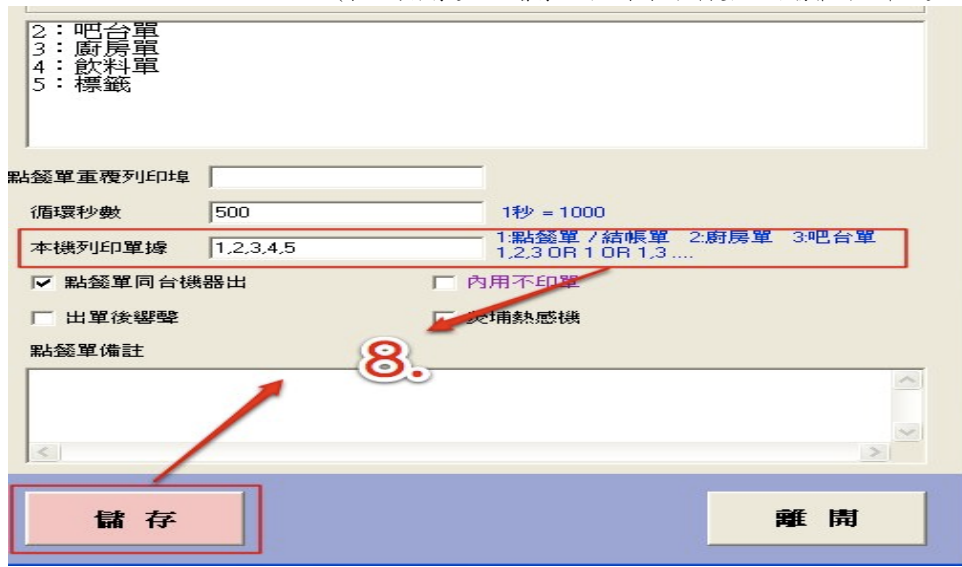 2：吧台單
3：廚房單
4：飲料單
5：標籤
點餐單重覆列印埠
循環秒數 500 1秒 = 1000
本機列印單據 1,2,3,4,5 1:點餐單 / 結帳單 2:廚房單 3:吧台單
1,2,3 OR 1 OR 1,3 ....
點餐單同台機器出 內用不印單
出單後響聲 埔熱感機
點餐單備註
8.
儲 存 離 開